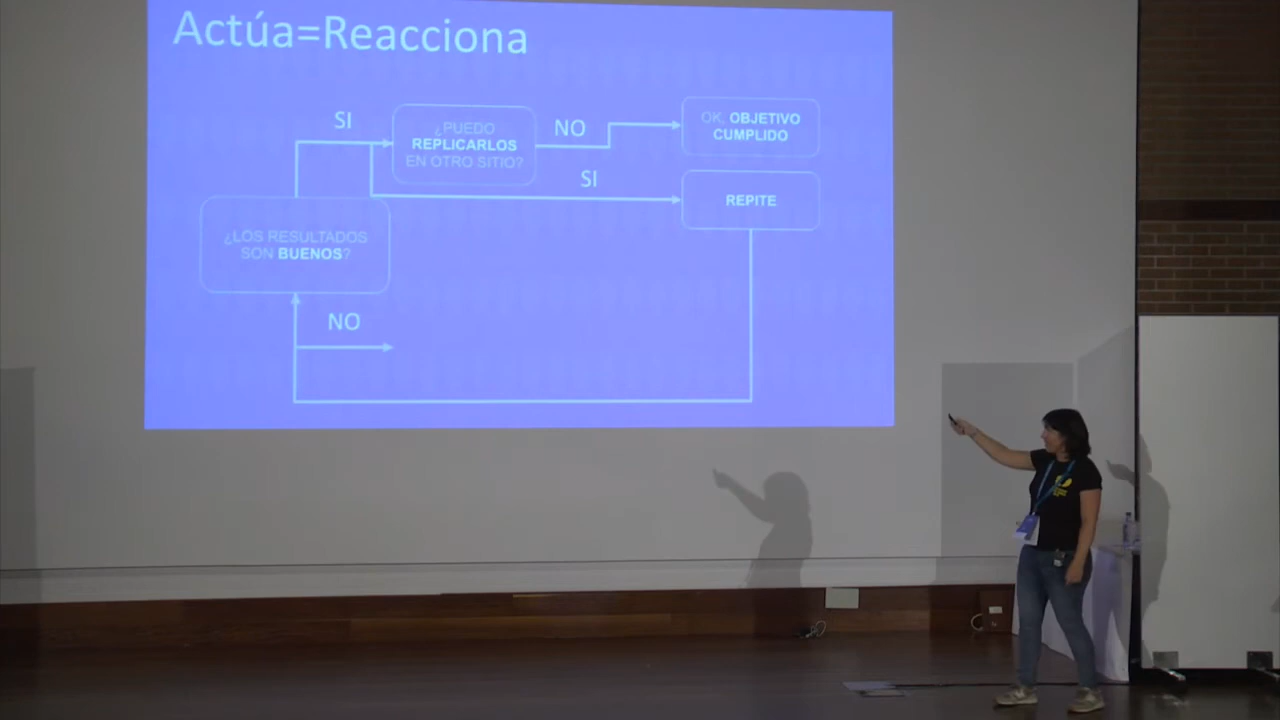 Actúa=Reacciona
SI
¿PUEDO
REPLICARLOS
EN OTRO SITIO?
NO
OK, OBJETIVO
CUMPLIDO
SI
REPITE
¿LOS RESULTADOS
SON BUENOS?
NO